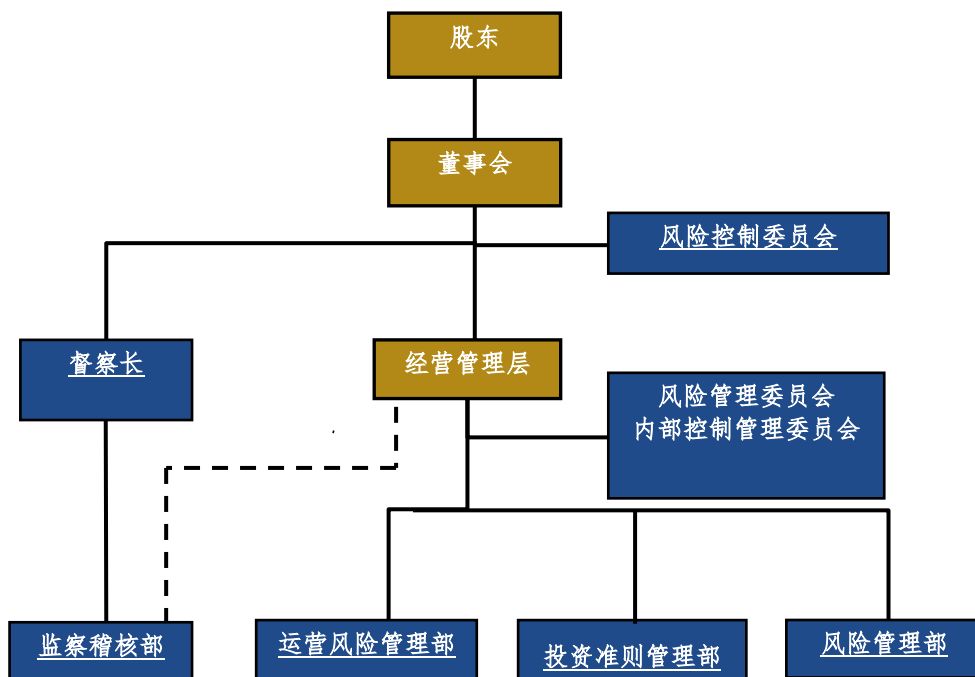 股东
董事会
风险控制委员会
督察长
经营管理层
风险管理委员会
内部控制管理委员会
监察稽核部
运营风险管理部
投资准则管理部
风险管理部